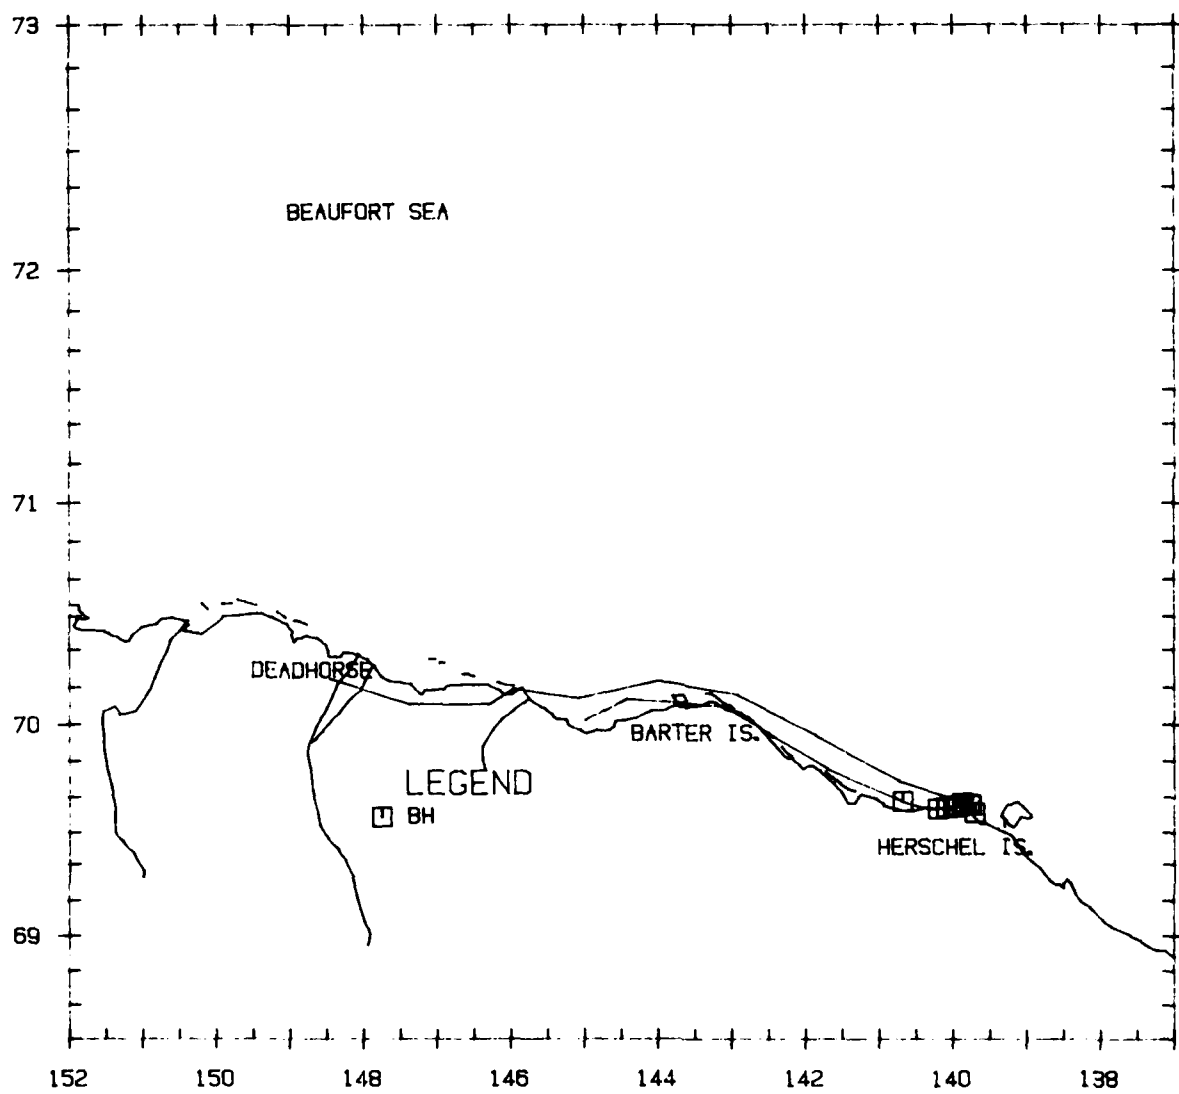 73
BEAUFORT SEA
72
71
DEADHORSE
70
BARTER IS.
LEGEND
BH
HERSCHEL IS.
69
152 150 148 146 144 142 140 138